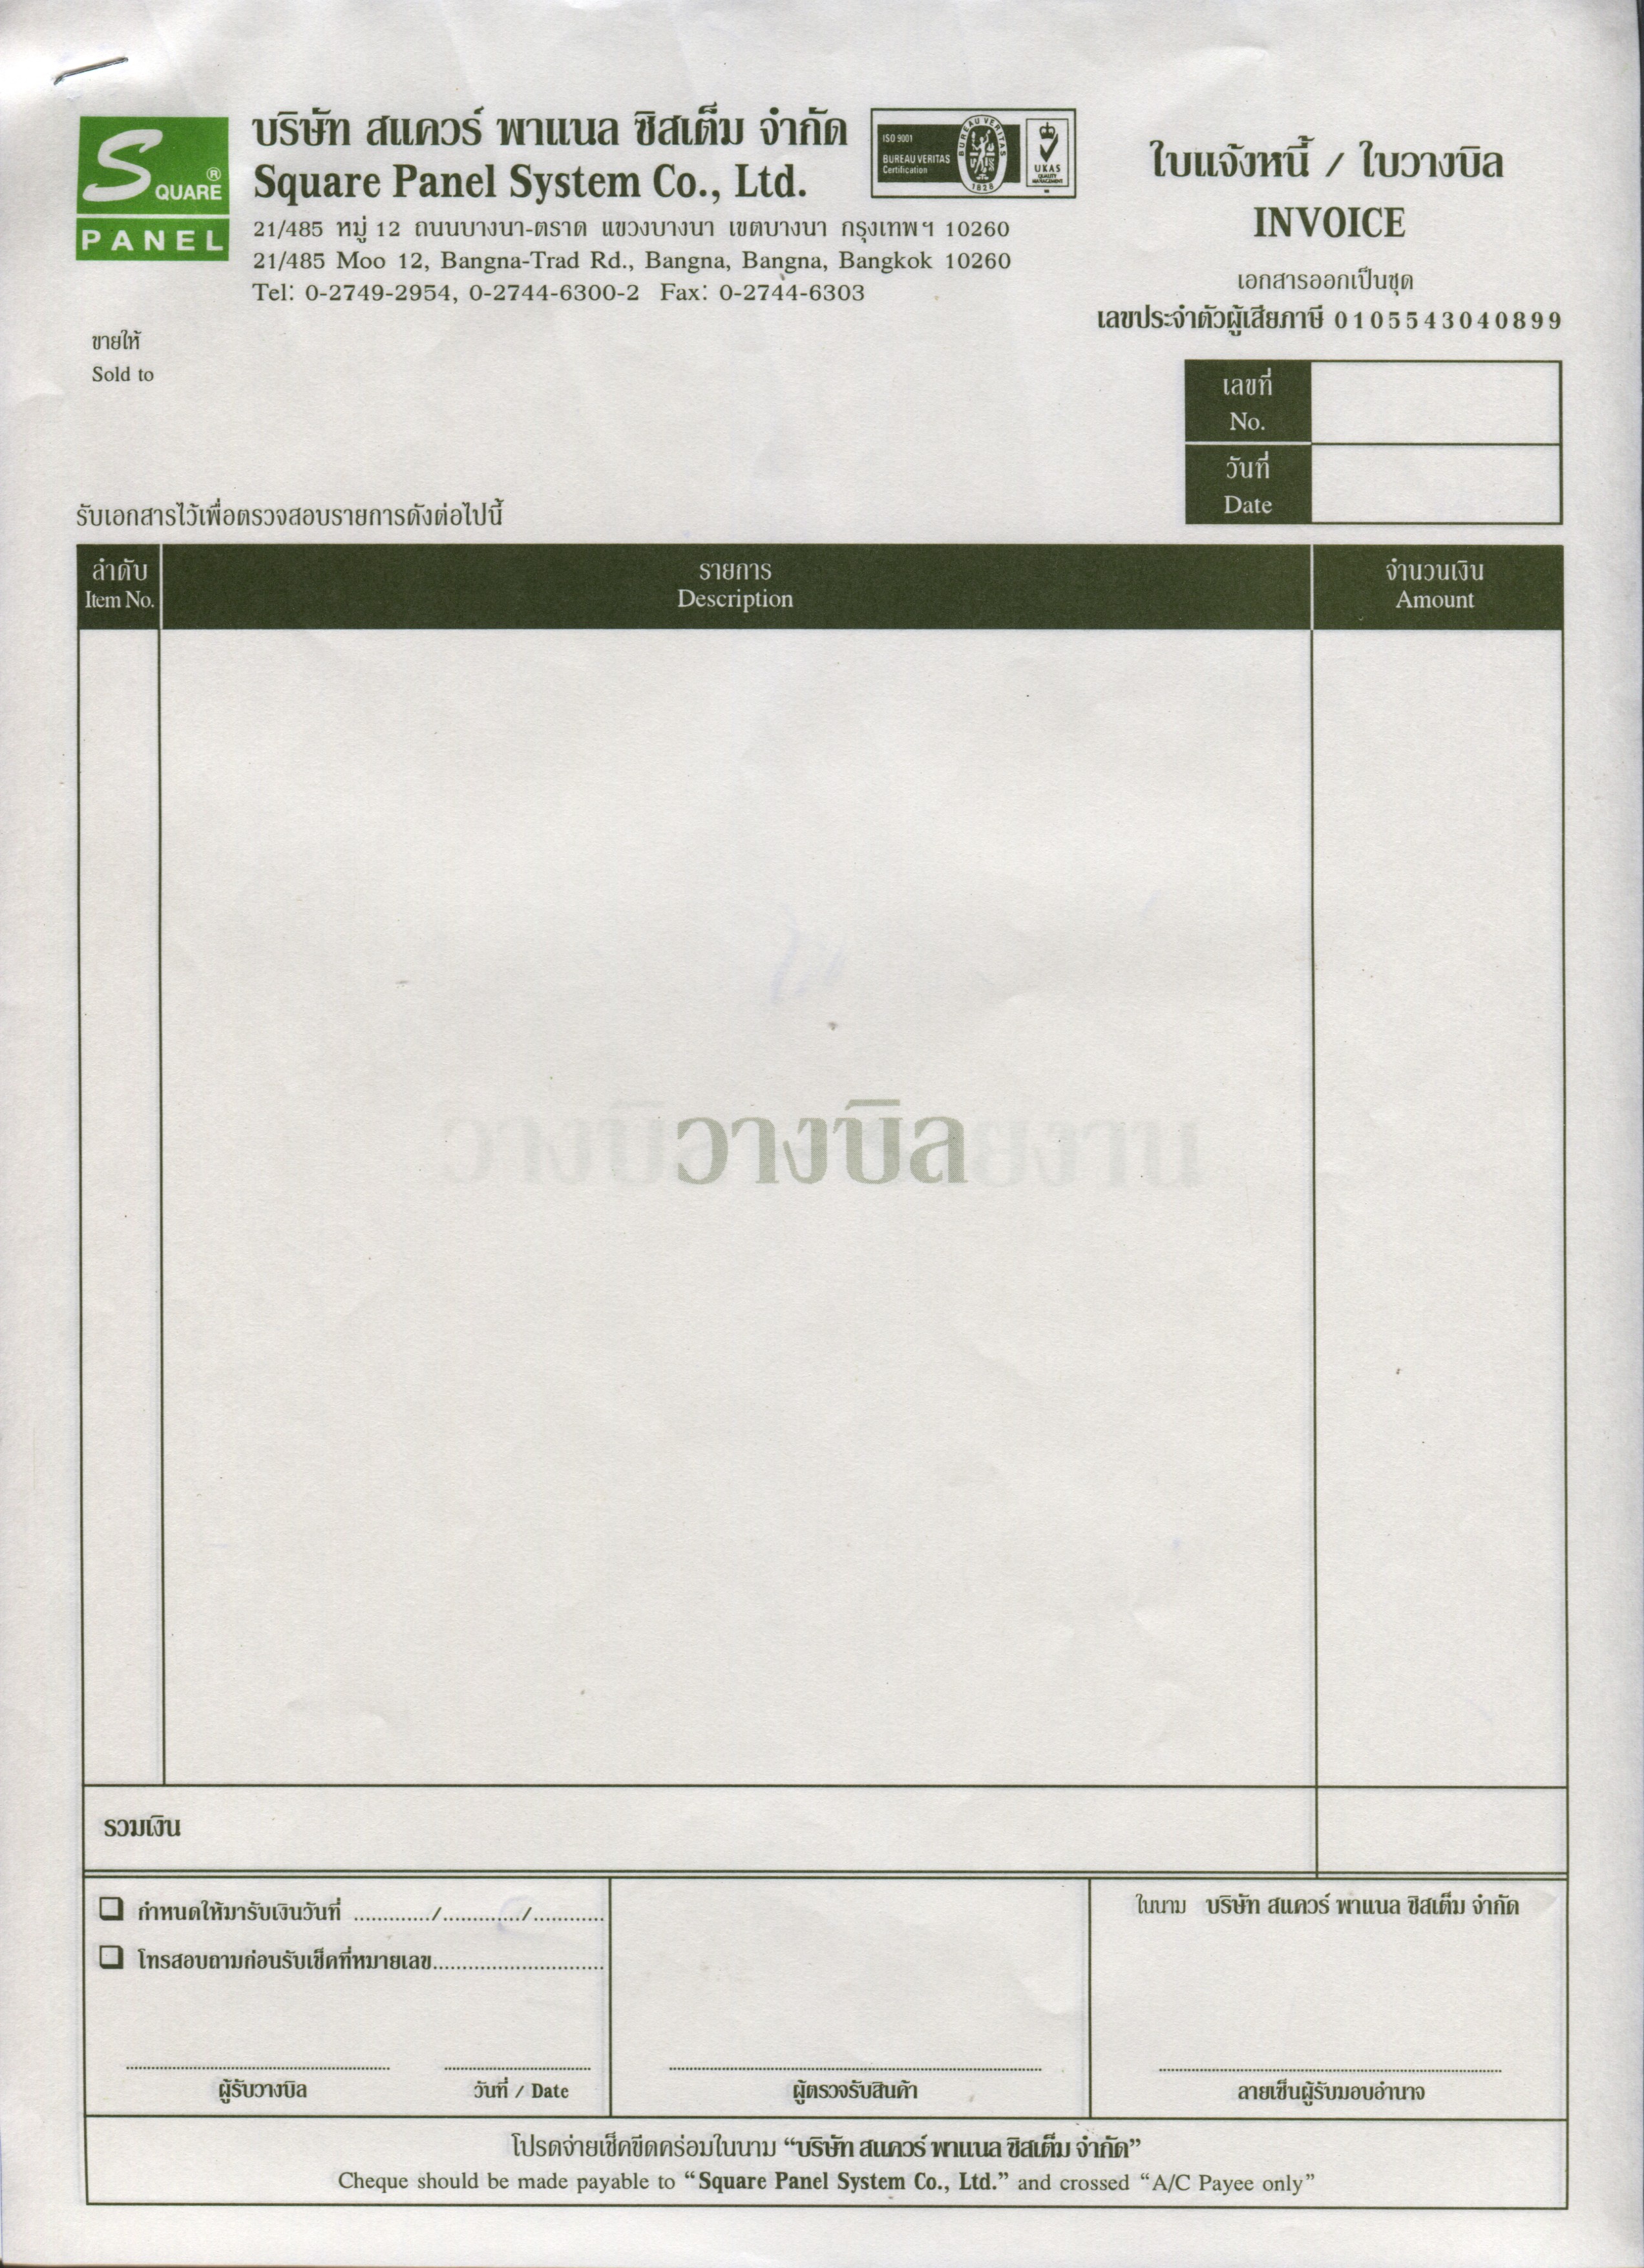 SQUARE ®
PANEL
บริษัท สแควร์ พาแนล ซิสเต็ม จำกัด
Square Panel System Co., Ltd.
21/485 หมู่ 12 ถนนบางนา-ตราด แขวงบางนา เขตบางนา กรุงเทพฯ 10260
21/485 Moo 12, Bangna-Trad Rd., Bangna, Bangna, Bangkok 10260
Tel: 0-2749-2954, 0-2744-6300-2 Fax: 0-2744-6303
ISO 9001
BUREAU VERITAS
Certification
BUREAU VERITAS
1828
UKAS
QUALITY
MANAGEMENT
ใบแจ้งหนี้ / ใบวางบิล
INVOICE
เอกสารออกเป็นชุด
เลขประจำตัวผู้เสียภาษี 0105543040899
ขายให้
Sold to
เลขที่
No.
วันที่
Date
รับเอกสารไว้เพื่อตรวจสอบรายการดังต่อไปนี้
ลำดับ รายการ จำนวนเงิน
Item No. Description Amount
วางบิล
รวมเงิน
กำหนดให้มารับเงินวันที่ ............./............./............
โทรสอบถามก่อนรับเช็คที่หมายเลข.............................
ในนาม บริษัท สแควร์ พาแนล ซิสเต็ม จำกัด
ผู้รับวางบิล วันที่ / Date ผู้ตรวจรับสินค้า ลายเซ็นผู้รับมอบอำนาจ
โปรดจ่ายเช็คขีดคร่อมในนาม “บริษัท สแควร์ พาแนล ซิสเต็ม จำกัด”
Cheque should be made payable to “Square Panel System Co., Ltd.” and crossed “A/C Payee only”